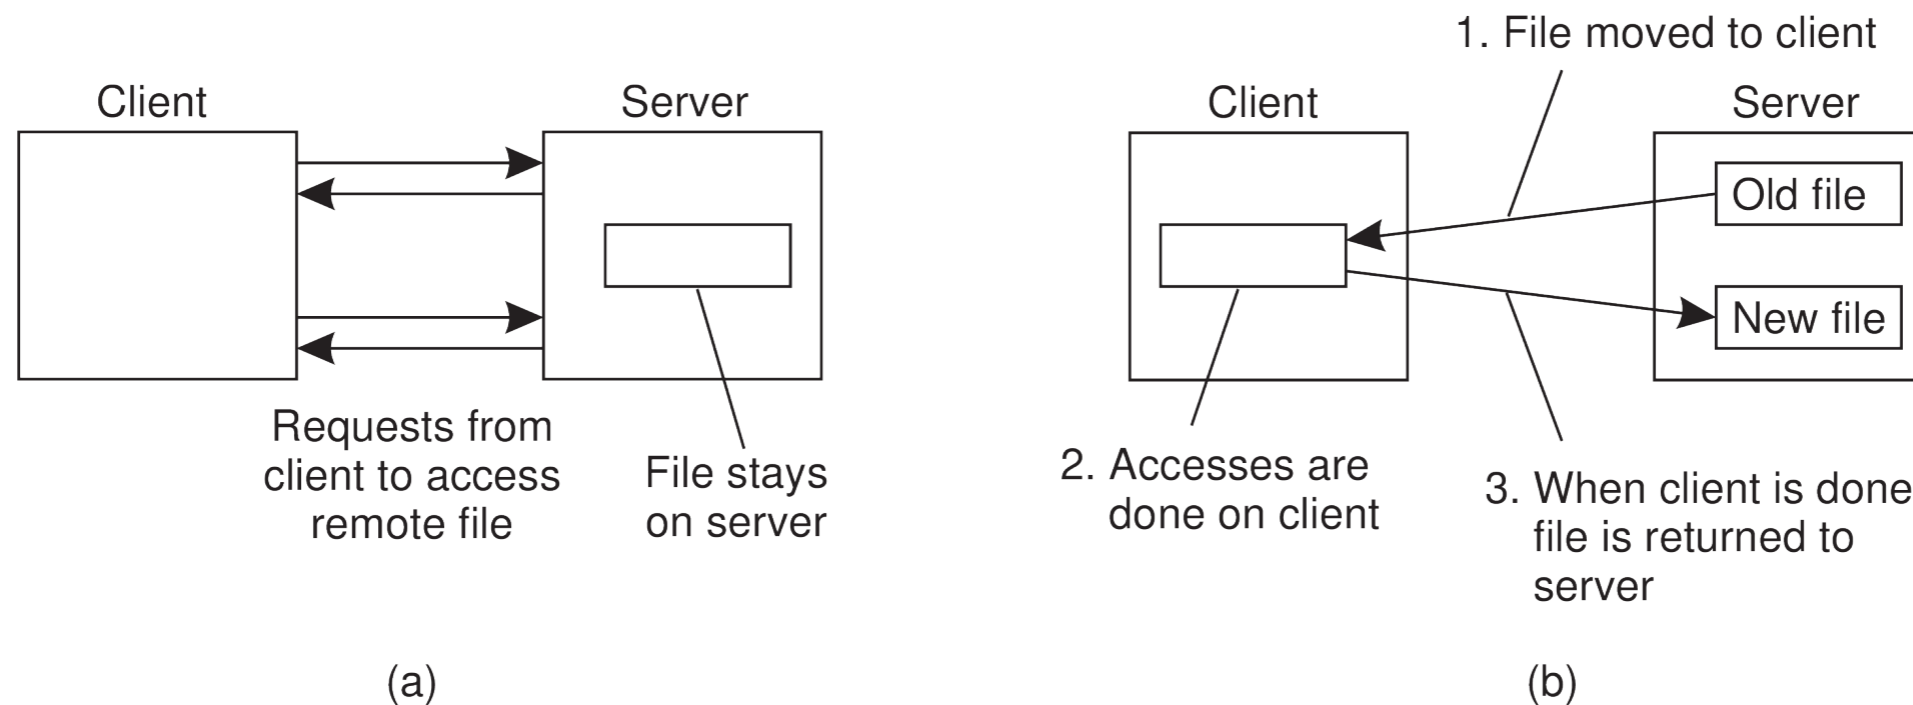 Client
Server
Requests from
client to access
remote file
File stays
on server
(a)
1. File moved to client
Client
Server
Old file
New file
2. Accesses are
done on client
3. When client is done
file is returned to
server
(b)